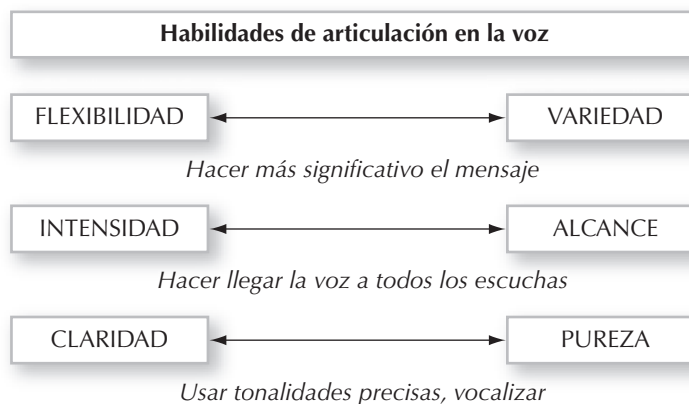 Habilidades de articulación en la voz
FLEXIBILIDAD VARIEDAD
Hacer más significativo el mensaje
INTENSIDAD ALCANCE
Hacer llegar la voz a todos los escuchas
CLARIDAD PUREZA
Usar tonalidades precisas, vocalizar